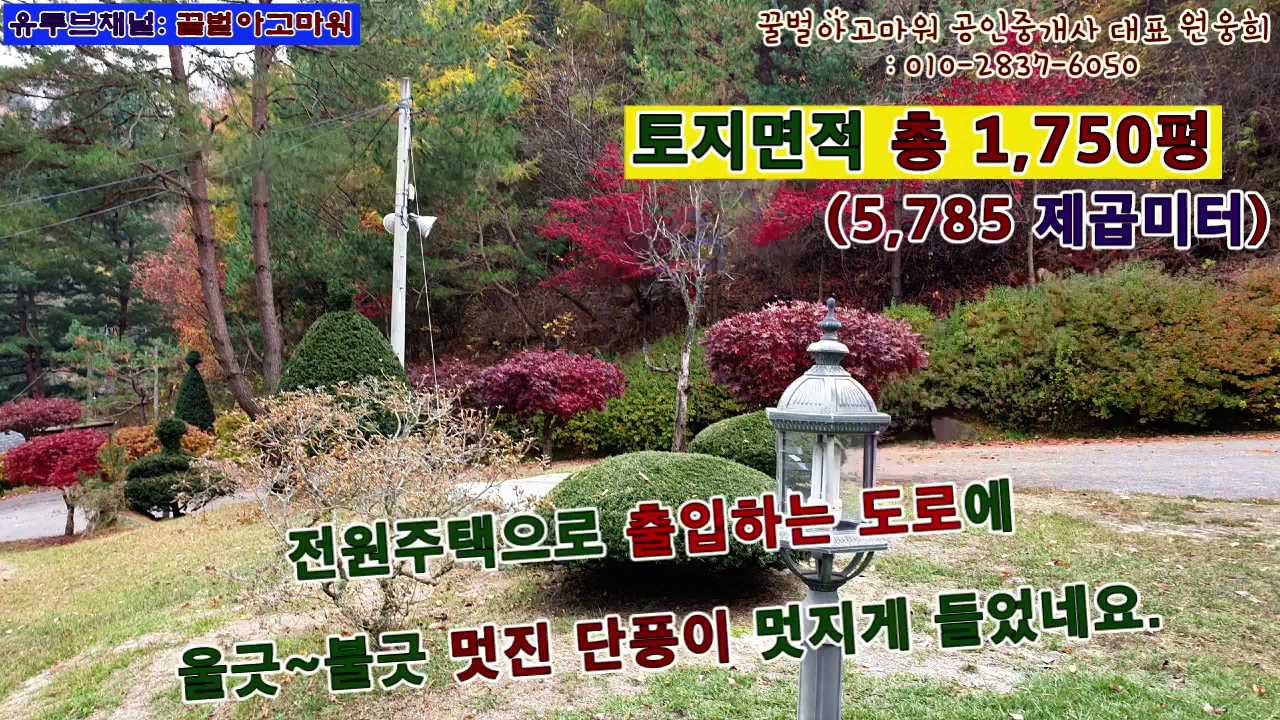 유투브채널: 꿀벌아고마워
꿀벌아고마워 공인중개사 대표 원웅희
: 010-2837-6050
토지면적 총 1,750평
(5,785 제곱미터)
전원주택으로 출입하는 도로에
울긋~불긋 멋진 단풍이 멋지게 들었네요.